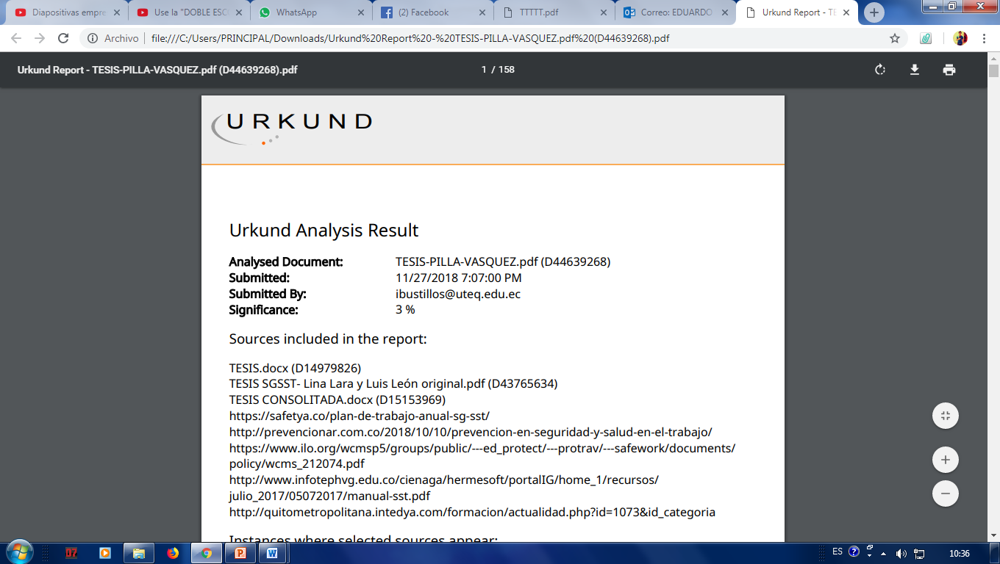 Diapositivas empre
Use la "DOBLE ESC
WhatsApp
(2) Facebook
TTTTT.pdf
Correo: EDUARDO
Urkund Report - TE
Archivo
file:///C:/Users/PRINCIPAL/Downloads/Urkund%20Report%20-%20TESIS-PILLA-VASQUEZ.pdf%20(D44639268).pdf
Urkund Report - TESIS-PILLA-VASQUEZ.pdf (D44639268).pdf
1 / 158
URKUND
Urkund Analysis Result
Analysed Document: TESIS-PILLA-VASQUEZ.pdf (D44639268)
Submitted: 11/27/2018 7:07:00 PM
Submitted By: ibustillos@uteq.edu.ec
Significance: 3 %
Sources included in the report:
TESIS.docx (D14979826)
TESIS SGSST- Lina Lara y Luis León original.pdf (D43765634)
TESIS CONSOLITADA.docx (D15153969)
https://safetya.co/plan-de-trabajo-anual-sg-sst/
http://prevencionar.com.co/2018/10/10/prevencion-en-seguridad-y-salud-en-el-trabajo/
https://www.ilo.org/wcmsp5/groups/public/---ed_protect/---protrav/---safework/documents/
policy/wcms_212074.pdf
http://www.infotephvg.edu.co/cienaga/hermesoft/portalIG/home_1/recursos/
julio_2017/05072017/manual-sst.pdf
http://quitometropolitana.intedya.com/formacion/actualidad.php?id=1073&id_categoria
Instances where selected sources appear:
ES
10:36